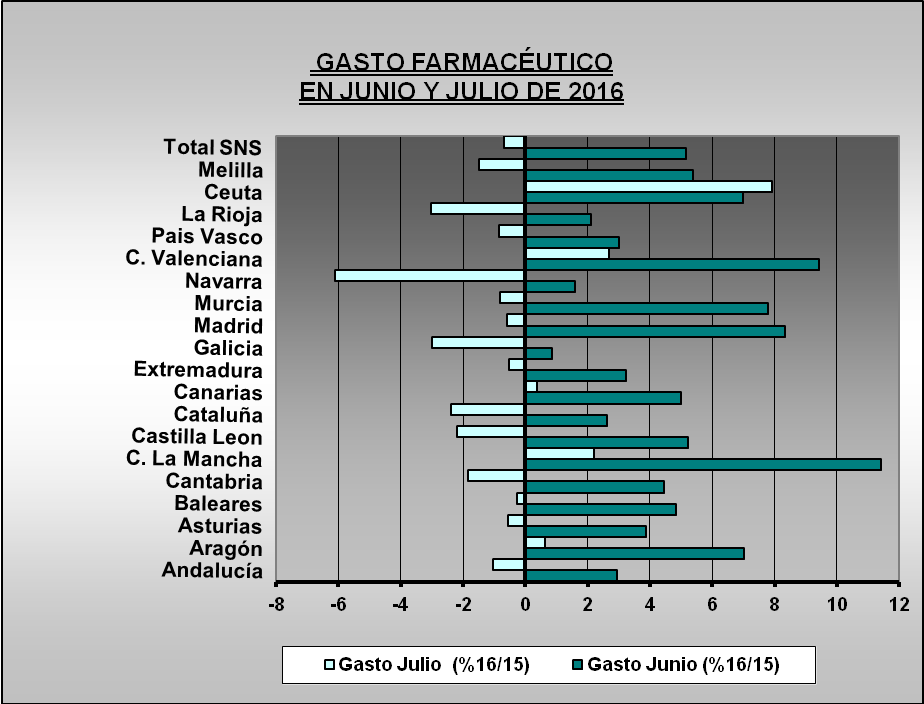 GASTO FARMACÉUTICO
EN JUNIO Y JULIO DE 2016
Total SNS
Melilla
Ceuta
La Rioja
Pais Vasco
C. Valenciana
Navarra
Murcia
Madrid
Galicia
Extremadura
Canarias
Cataluña
Castilla Leon
C. La Mancha
Cantabria
Baleares
Asturias
Aragón
Andalucía
-8 -6 -4 -2 0 2 4 6 8 10 12
Gasto Julio (%16/15) Gasto Junio (%16/15)